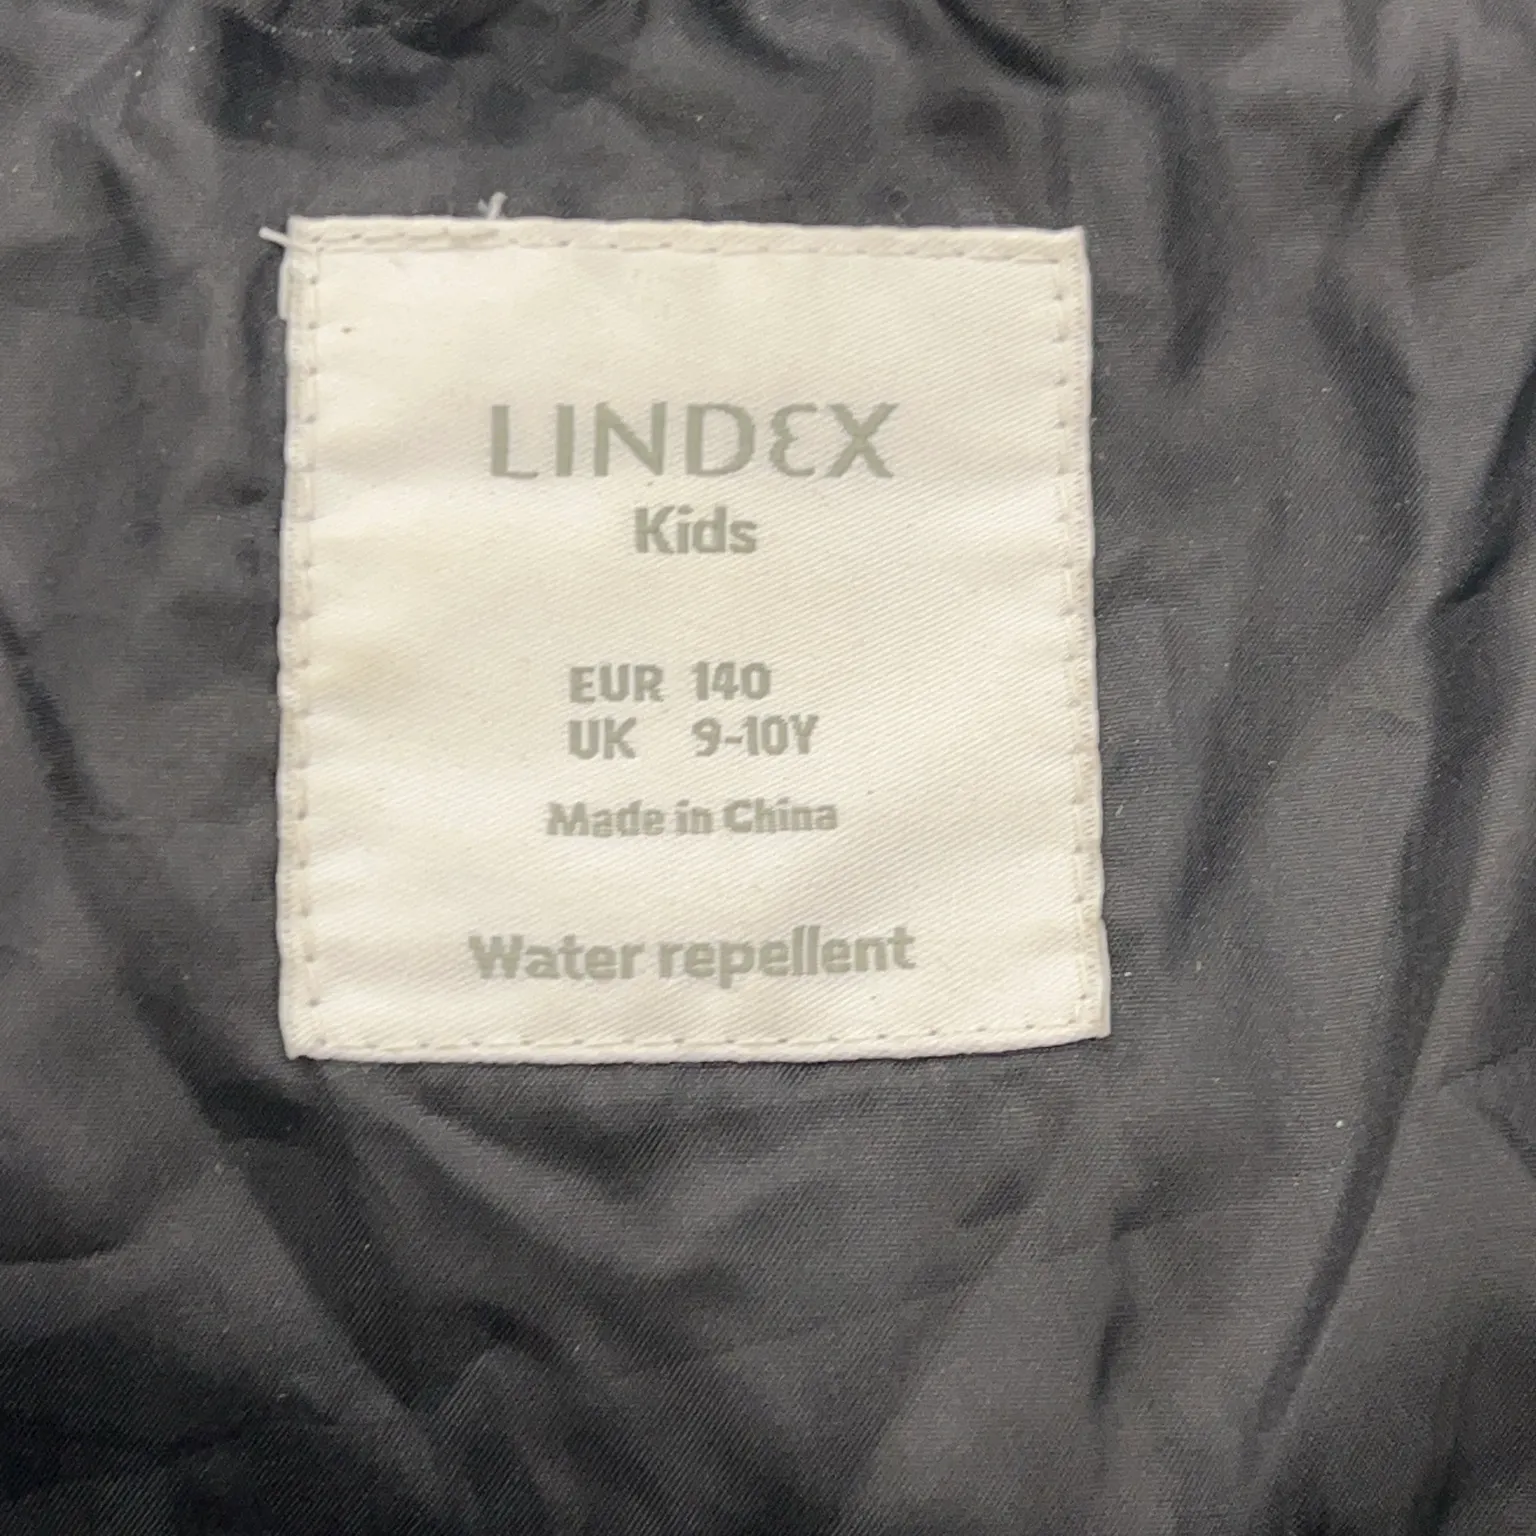 LINDEX
Kids
EUR 140
UK 9-10Y
Made in China
Water repellent